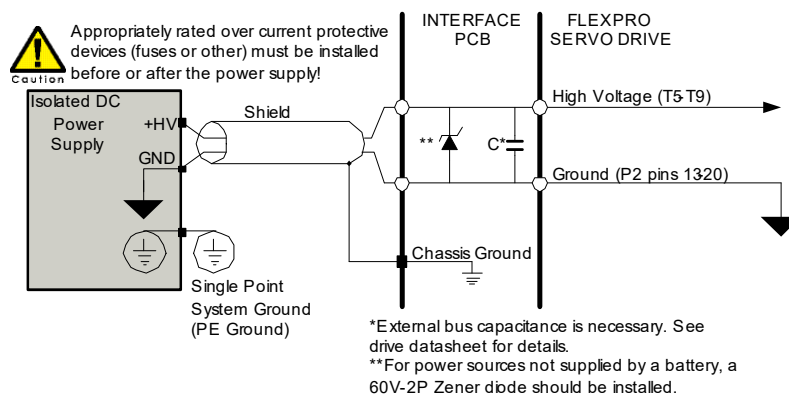 Appropriately rated over current protective
devices (fuses or other) must be installed
before or after the power supply!
Caution
INTERFACE
PCB
FLEXPRO
SERVO DRIVE
Isolated DC
Power
Supply
+HV
GND
Shield
High Voltage (T5-T9)
**
C*
Ground (P2 pins 13-20)
Chassis Ground
Single Point
System Ground
(PE Ground)
*External bus capacitance is necessary. See
drive datasheet for details.
**For power sources not supplied by a battery, a
60V-2P Zener diode should be installed.